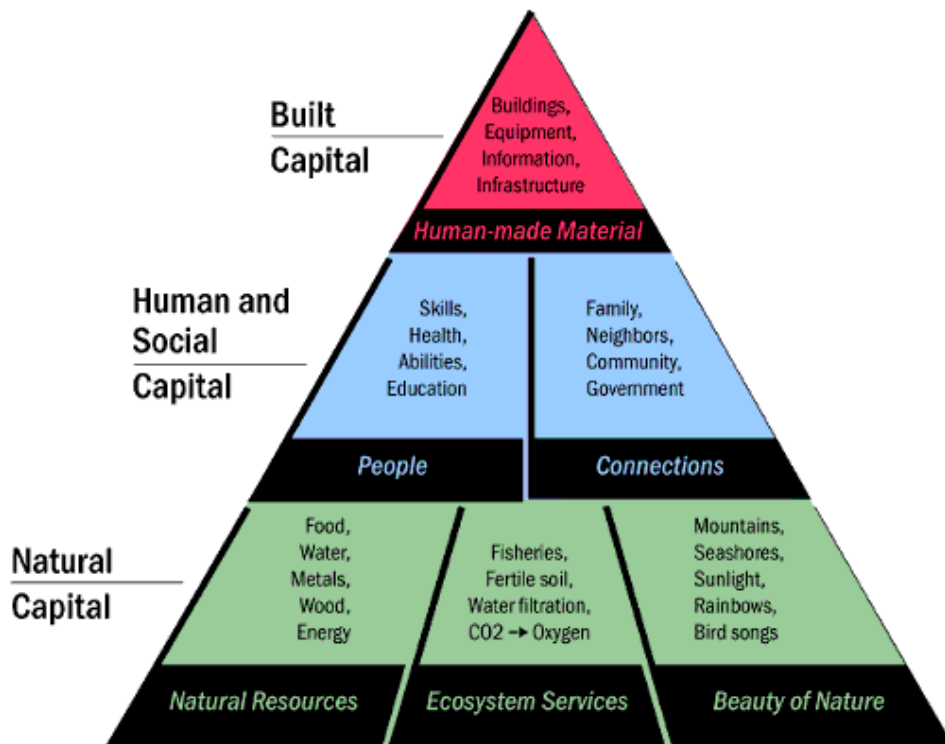 Built
Capital
Buildings,
Equipment,
Information,
Infrastructure
Human-made Material
Human and
Social
Capital
Skills,
Health,
Abilities,
Education
People
Family,
Neighbors,
Community,
Government
Connections
Natural
Capital
Food,
Water,
Metals,
Wood,
Energy
Natural Resources
Fisheries,
Fertile soil,
Water filtration,
CO2 → Oxygen
Ecosystem Services
Mountains,
Seashores,
Sunlight,
Rainbows,
Bird songs
Beauty of Nature